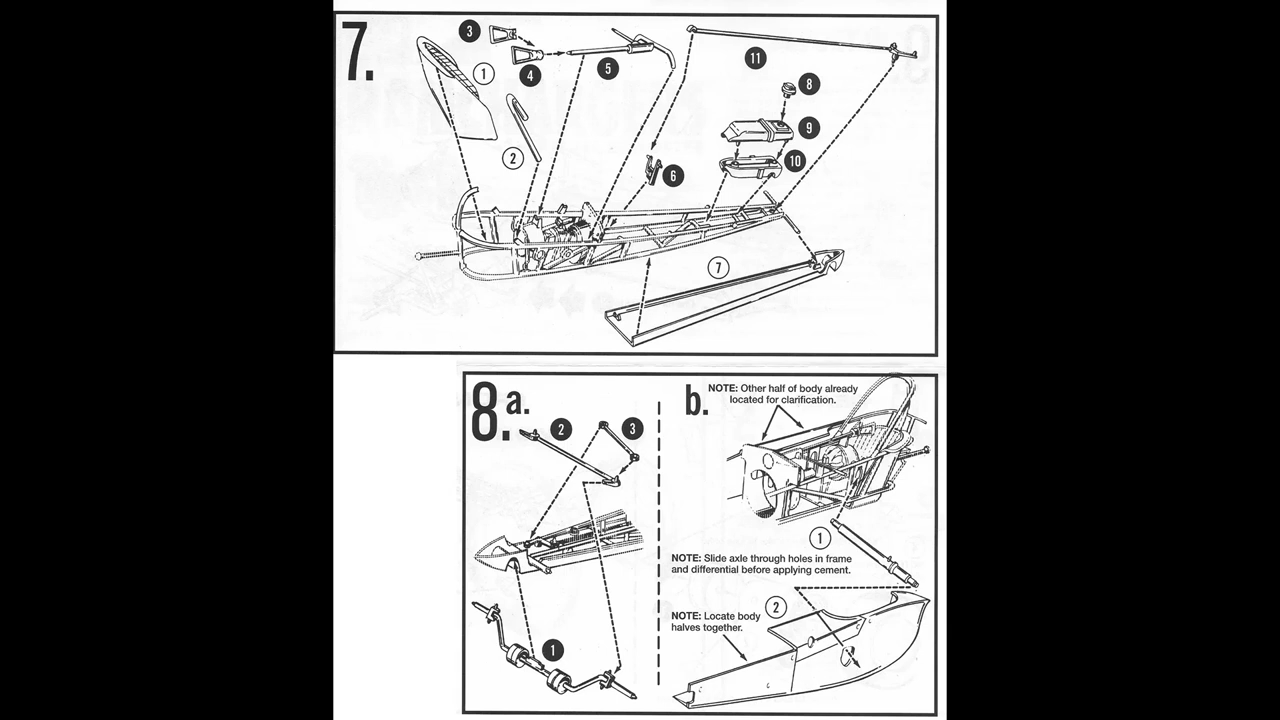 7.
3
1
4
5
11
8
9
2
10
6
7
8.
a.
2
3
1
b.
NOTE: Other half of body already
located for clarification.
1
NOTE: Slide axle through holes in frame
and differential before applying cement.
2
NOTE: Locate body
halves together.